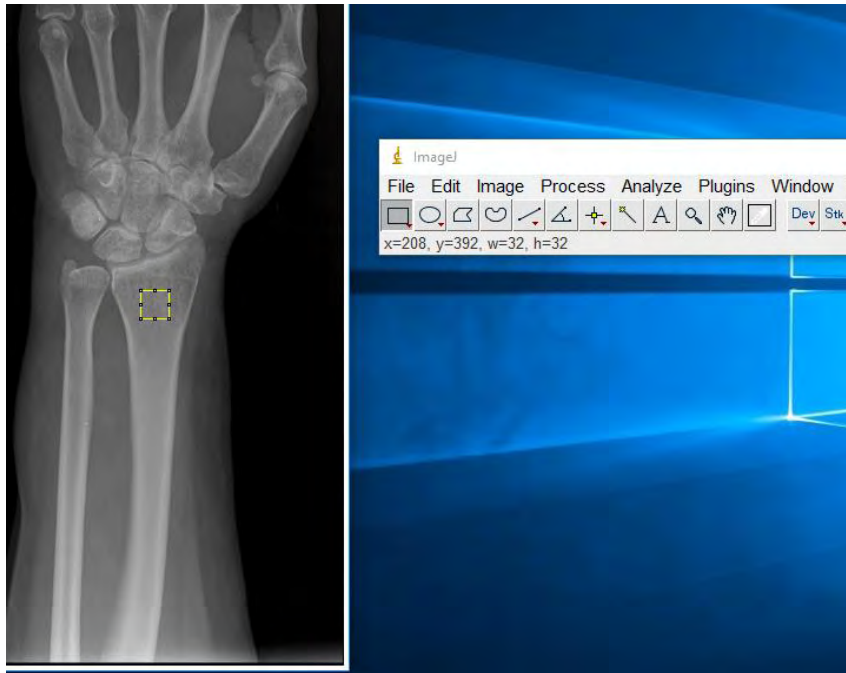 ImageJ
File Edit Image Process Analyze Plugins Window
A Dev Stk
x=208, y=392, w=32, h=32